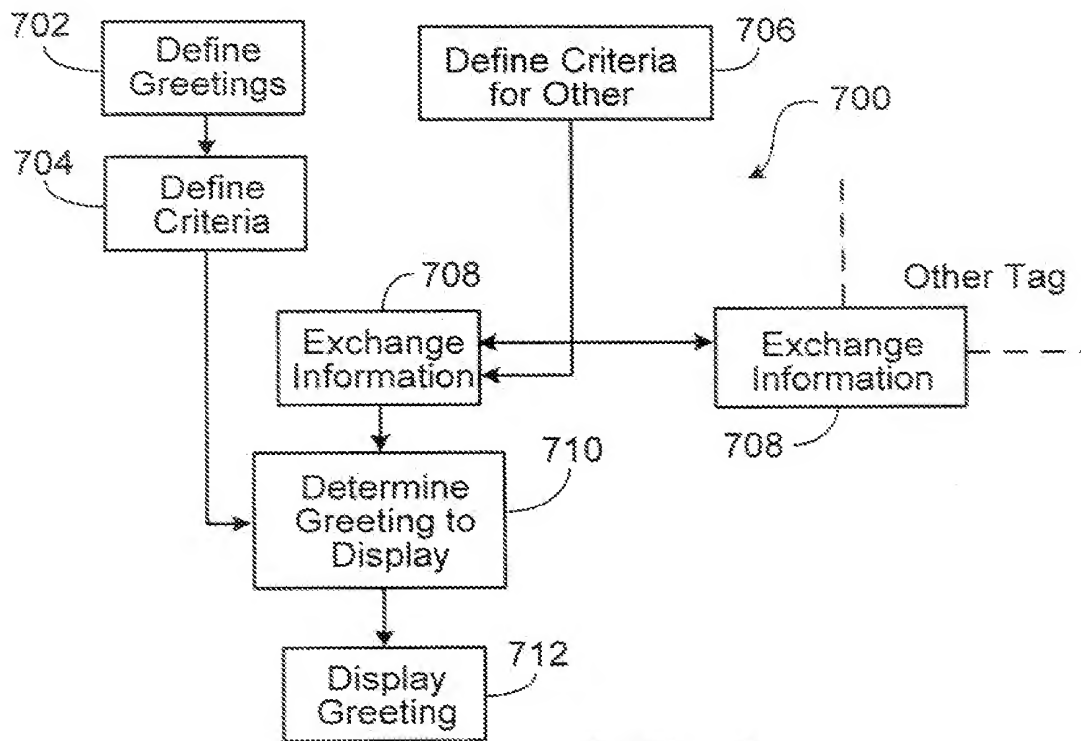 702
Define
Greetings
706
Define Criteria
for Other
700
704
Define
Criteria
708
Exchange
Information
Other Tag
Exchange
Information
708
710
Determine
Greeting to
Display
712
Display
Greeting